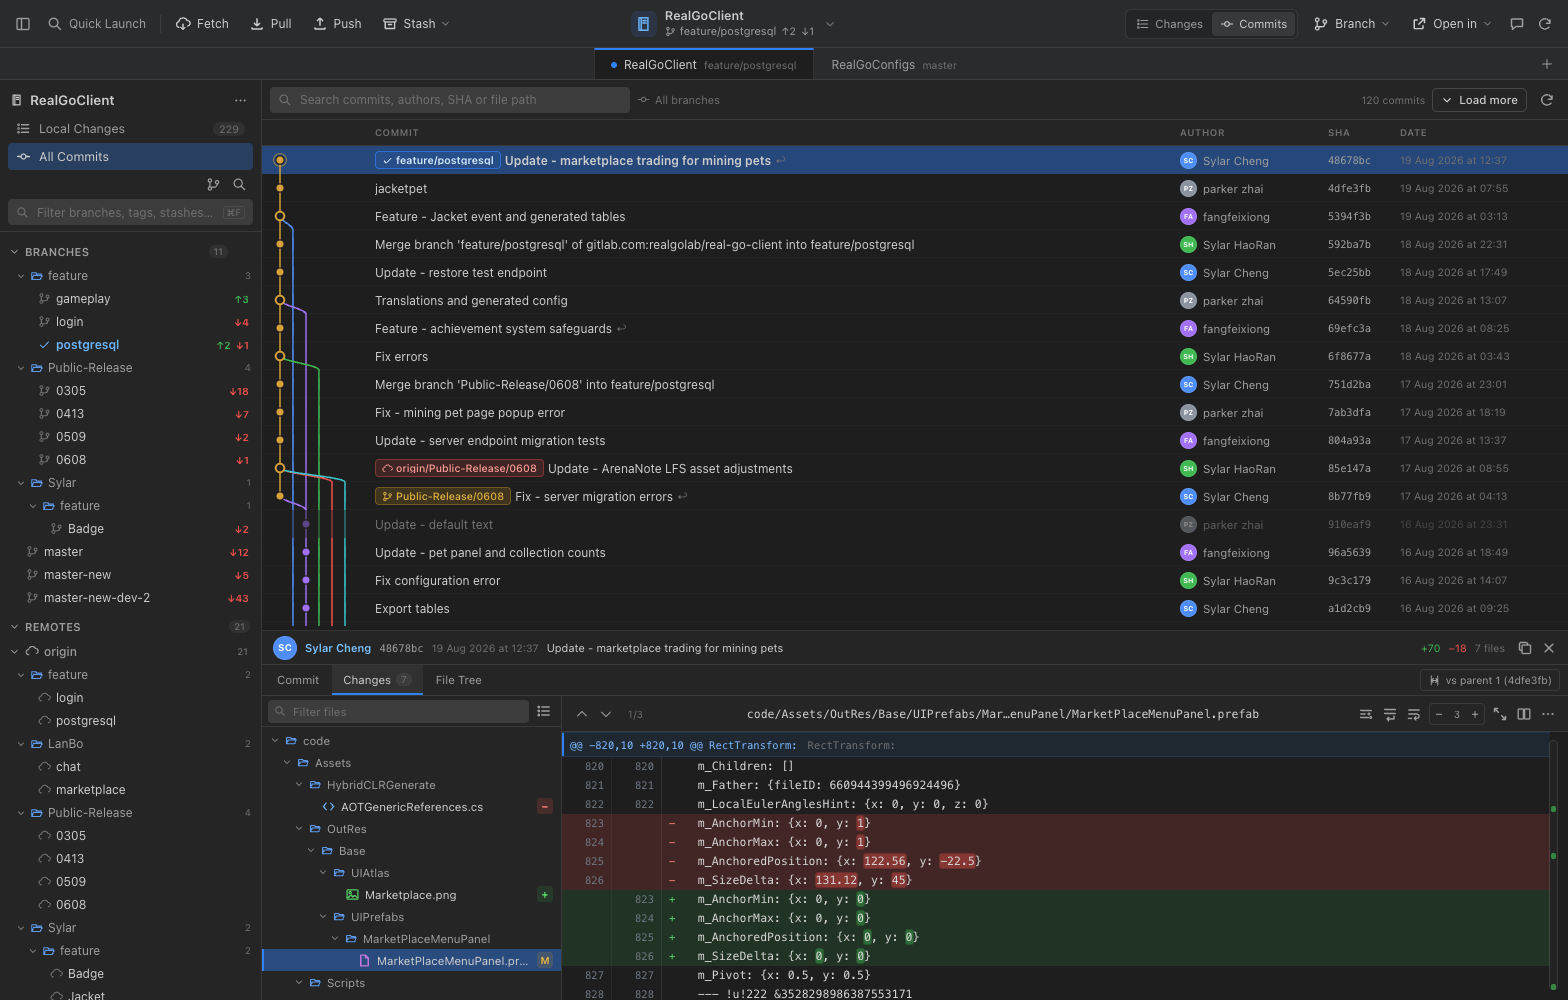 Quick Launch
Fetch
Pull
Push
Stash
RealGoClient
feature/postgresql ↑2 ↓1
Changes
Commits
Branch
Open in
RealGoClient feature/postgresql
RealGoConfigs master
RealGoClient
Local Changes 229
All Commits
Filter branches, tags, stashes... ⌘F
BRANCHES 11
feature 3
gameplay ↑3
login ↓4
postgresql ↑2 ↓1
Public-Release 4
0305 ↓18
0413 ↓7
0509 ↓2
0608 ↓1
Sylar 1
feature 1
Badge ↓2
master ↓12
master-new ↓5
master-new-dev-2 ↓43
REMOTES 21
origin 21
feature 2
login
postgresql
LanBo 2
chat
marketplace
Public-Release 4
0305
0413
0509
0608
Sylar 2
feature 2
Badge
Jacket
Search commits, authors, SHA or file path
All branches
120 commits
Load more
COMMIT AUTHOR SHA DATE
feature/postgresql Update - marketplace trading for mining pets SC Sylar Cheng 48678bc 19 Aug 2026 at 12:37
jacketpet PZ parker zhai 4dfe3fb 19 Aug 2026 at 07:55
Feature - Jacket event and generated tables FA fangfeixiong 5394f3b 19 Aug 2026 at 03:13
Merge branch 'feature/postgresql' of gitlab.com:realgolab/real-go-client into feature/postgresql SH Sylar HaoRan 592ba7b 18 Aug 2026 at 22:31
Update - restore test endpoint SC Sylar Cheng 5ec25bb 18 Aug 2026 at 17:49
Translations and generated config PZ parker zhai 64590fb 18 Aug 2026 at 13:07
Feature - achievement system safeguards FA fangfeixiong 69efc3a 18 Aug 2026 at 08:25
Fix errors SH Sylar HaoRan 6f8677a 18 Aug 2026 at 03:43
Merge branch 'Public-Release/0608' into feature/postgresql SC Sylar Cheng 751d2ba 17 Aug 2026 at 23:01
Fix - mining pet page popup error PZ parker zhai 7ab3dfa 17 Aug 2026 at 18:19
Update - server endpoint migration tests FA fangfeixiong 804a93a 17 Aug 2026 at 13:37
origin/Public-Release/0608 Update - ArenaNote LFS asset adjustments SH Sylar HaoRan 85e147a 17 Aug 2026 at 08:55
Public-Release/0608 Fix - server migration errors SC Sylar Cheng 8b77fb9 17 Aug 2026 at 04:13
Update - default text PZ parker zhai 910eaf9 16 Aug 2026 at 23:31
Update - pet panel and collection counts FA fangfeixiong 96a5639 16 Aug 2026 at 18:49
Fix configuration error SH Sylar HaoRan 9c3c179 16 Aug 2026 at 14:07
Export tables SC Sylar Cheng a1d2cb9 16 Aug 2026 at 09:25
SC Sylar Cheng 48678bc 19 Aug 2026 at 12:37 Update - marketplace trading for mining pets +70 −18 7 files
Commit
Changes 7
File Tree
vs parent 1 (4dfe3fb)
Filter files
code
Assets
HybridCLRGenerate
AOTGenericReferences.cs −
OutRes
Base
UIAtlas
Marketplace.png +
UIPrefabs
MarketPlaceMenuPanel
MarketPlaceMenuPanel.pr... M
Scripts
1/3
code/Assets/OutRes/Base/UIPrefabs/Mar...enuPanel/MarketPlaceMenuPanel.prefab
− 3 +
@@ −820,10 +820,10 @@ RectTransform: RectTransform:
820 820 m_Children: []
821 821 m_Father: {fileID: 660944399496924496}
822 822 m_LocalEulerAnglesHint: {x: 0, y: 0, z: 0}
823 − m_AnchorMin: {x: 0, y: 1}
824 − m_AnchorMax: {x: 0, y: 1}
825 − m_AnchoredPosition: {x: 122.56, y: −22.5}
826 − m_SizeDelta: {x: 131.12, y: 45}
823 + m_AnchorMin: {x: 0, y: 0}
824 + m_AnchorMax: {x: 0, y: 0}
825 + m_AnchoredPosition: {x: 0, y: 0}
826 + m_SizeDelta: {x: 0, y: 0}
827 827 m_Pivot: {x: 0.5, y: 0.5}
828 828 --- !u!222 &3528298986387553171